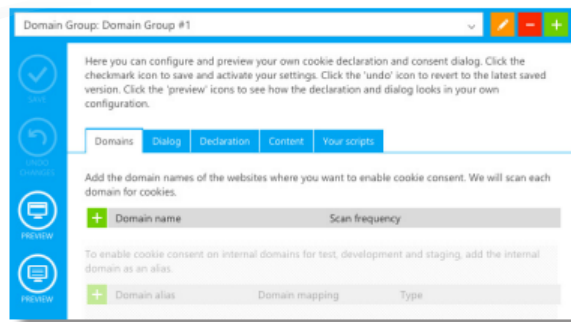 Domain Group: Domain Group #1
Here you can configure and preview your own cookie declaration and consent dialog. Click the
checkmark icon to save and activate your settings. Click the 'undo' icon to revert to the latest saved
version. Click the 'preview' icons to see how the declaration and dialog looks in your own
configuration.
SAVE
UNDO
CHANGES
PREVIEW
PREVIEW
Domains Dialog Declaration Content Your scripts
Add the domain names of the websites where you want to enable cookie consent. We will scan each
domain for cookies.
Domain name Scan frequency
To enable cookie consent on internal domains for test, development and staging, add the internal
domain as an alias.
Domain alias Domain mapping Type